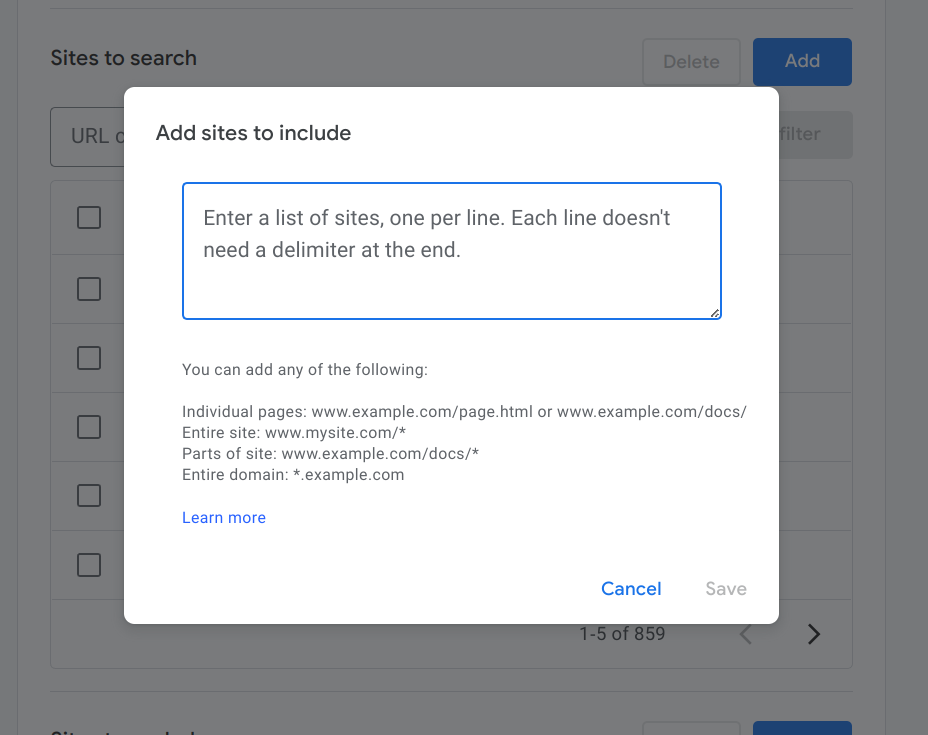 Sites to search
Delete
Add
URL
filter
Add sites to include
Enter a list of sites, one per line. Each line doesn't
need a delimiter at the end.
You can add any of the following:
Individual pages: www.example.com/page.html or www.example.com/docs/
Entire site: www.mysite.com/*
Parts of site: www.example.com/docs/*
Entire domain: *.example.com
Learn more
Cancel
Save
1-5 of 859